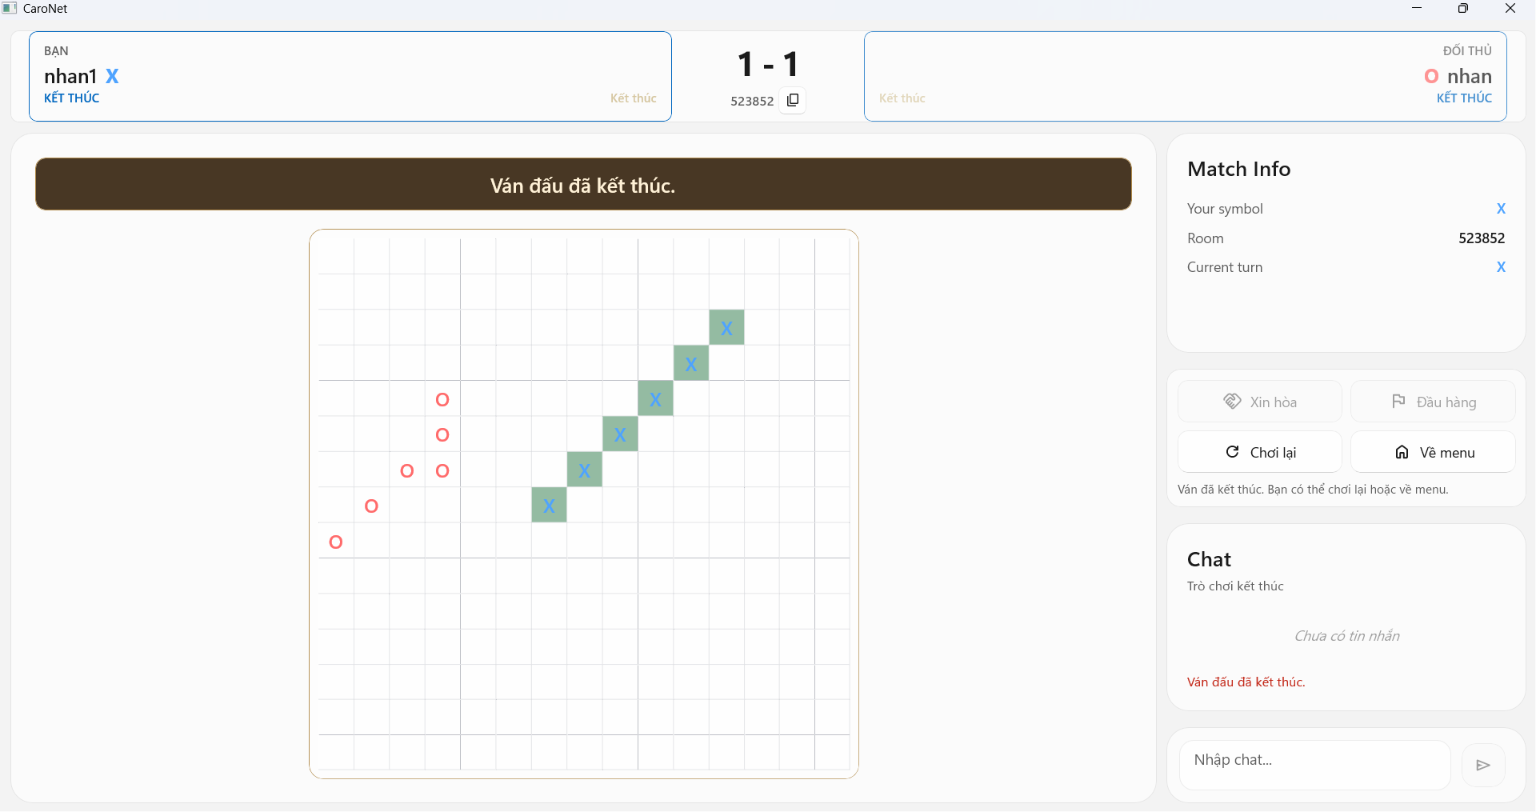 CaroNet
BẠN
nhan1 X
KẾT THÚC
Kết thúc
1 - 1
523852
ĐỐI THỦ
O nhan
Kết thúc
KẾT THÚC
Ván đấu đã kết thúc.
X
X
O X
O X
O O X
O X
O
Match Info
Your symbol X
Room 523852
Current turn X
Xin hòa
Đầu hàng
Chơi lại
Về menu
Ván đã kết thúc. Bạn có thể chơi lại hoặc về menu.
Chat
Trò chơi kết thúc
Chưa có tin nhắn
Ván đấu đã kết thúc.
Nhập chat...